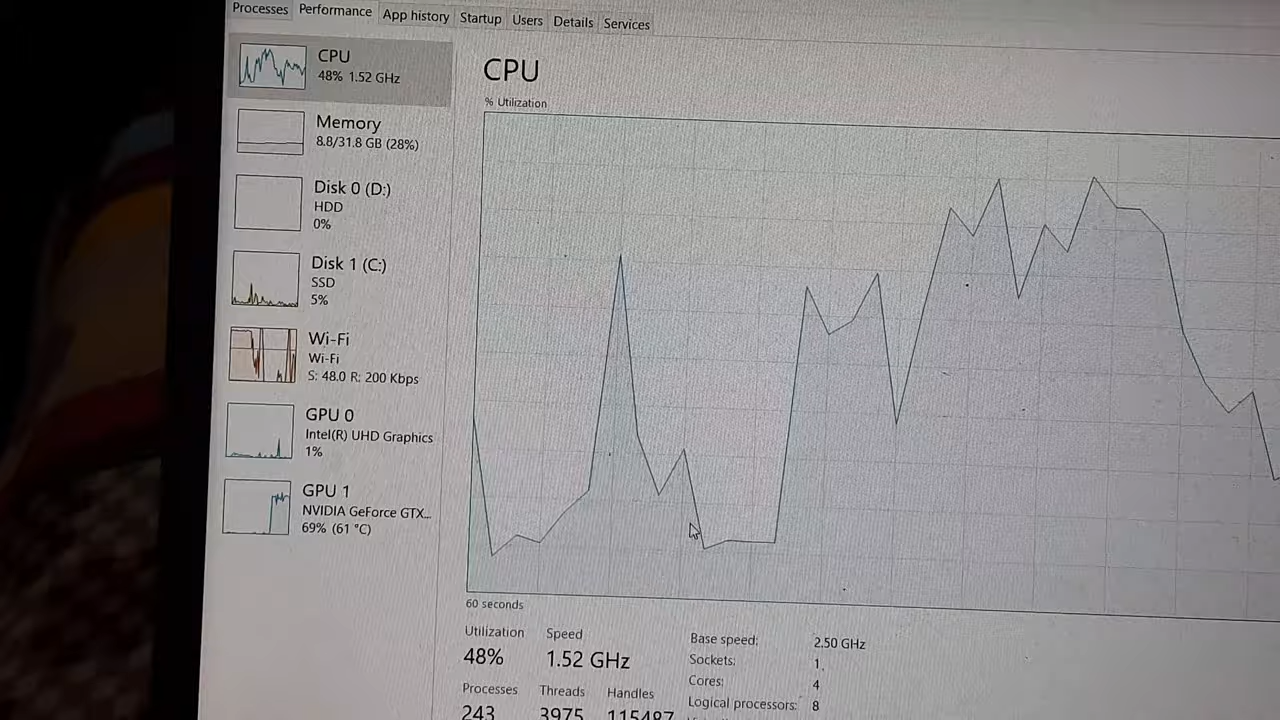 Processes Performance App history Startup Users Details Services
CPU
48% 1.52 GHz
Memory
8.8/31.8 GB (28%)
Disk 0 (D:)
HDD
0%
Disk 1 (C:)
SSD
5%
Wi-Fi
Wi-Fi
S: 48.0 R: 200 Kbps
GPU 0
Intel(R) UHD Graphics
1%
GPU 1
NVIDIA GeForce GTX...
69% (61 °C)
CPU
% Utilization
60 seconds
Utilization Speed
48% 1.52 GHz
Processes Threads Handles
243 3975 115487
Base speed: 2.50 GHz
Sockets: 1
Cores: 4
Logical processors: 8